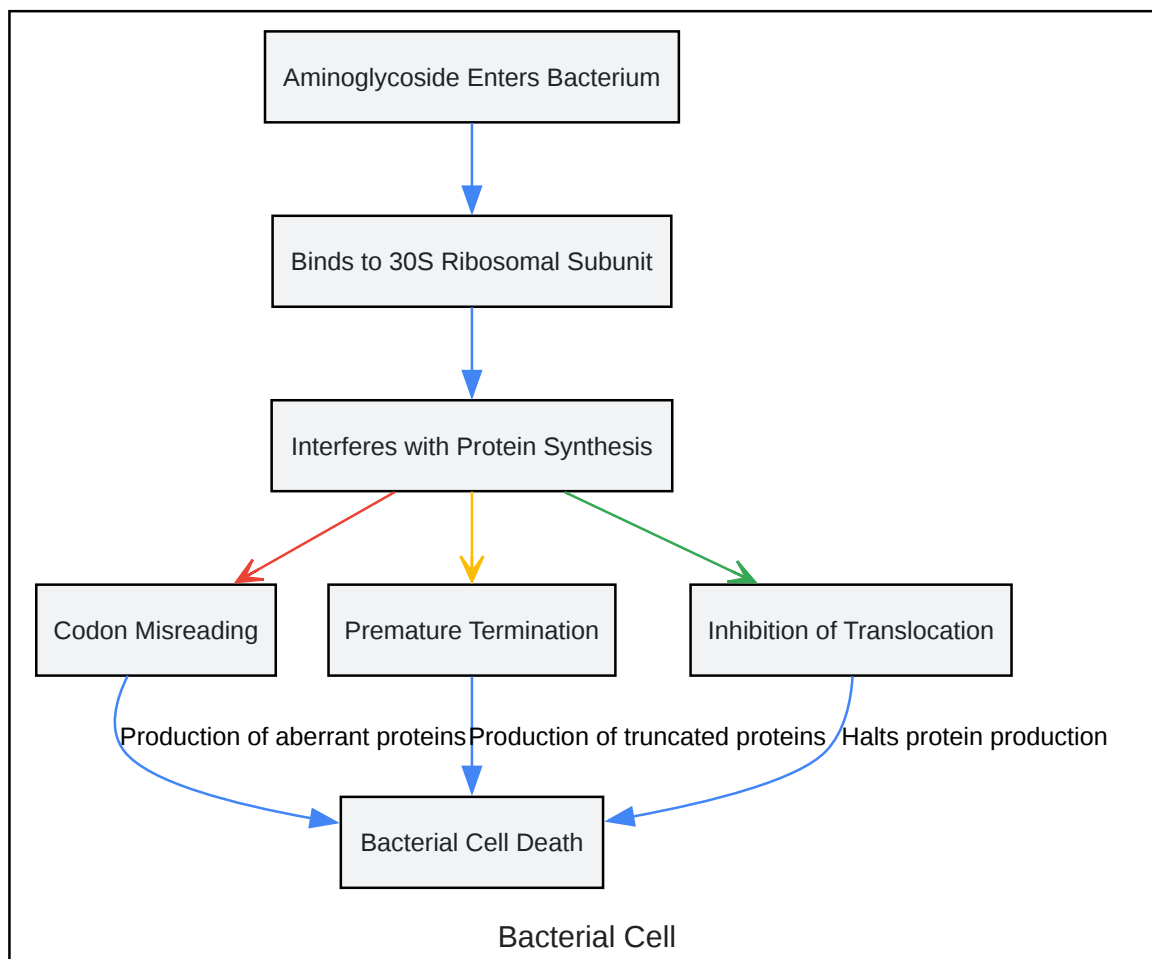 Aminoglycoside Enters Bacterium
Binds to 30S Ribosomal Subunit
Interferes with Protein Synthesis
Codon Misreading
Premature Termination
Inhibition of Translocation
Production of aberrant proteins
Production of truncated proteins
Halts protein production
Bacterial Cell Death
Bacterial Cell